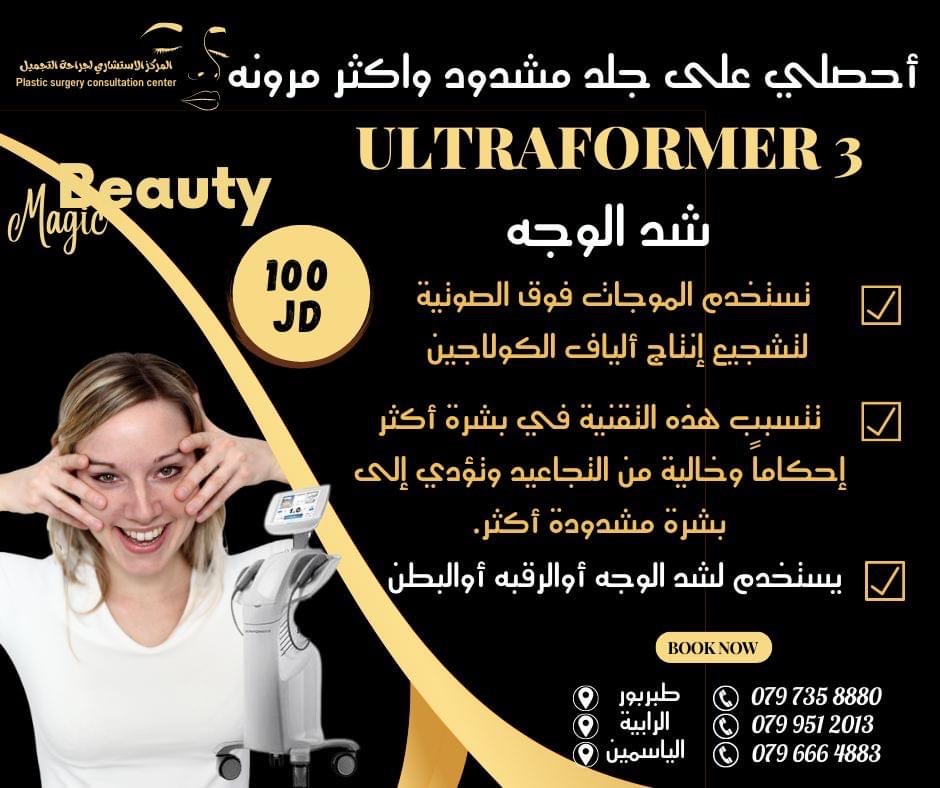 المركز الاستشاري لجراحة التجميل
Plastic surgery consultation center
أحصلي على جلد مشدود واكثر مرونه
ULTRAFORMER 3
Beauty
Magic
شد الوجه
100
JD
تستخدم الموجات فوق الصوتية
لتشجيع إنتاج ألياف الكولاجين
تتسبب هذه التقنية في بشرة أكثر
إحكاماً وخالية من التجاعيد وتؤدي إلى
بشرة مشدودة أكثر.
يستخدم لشد الوجه أوالرقبه أوالبطن
BOOK NOW
طبربور 079 735 8880
الرابية 079 951 2013
الياسمين 079 666 4883